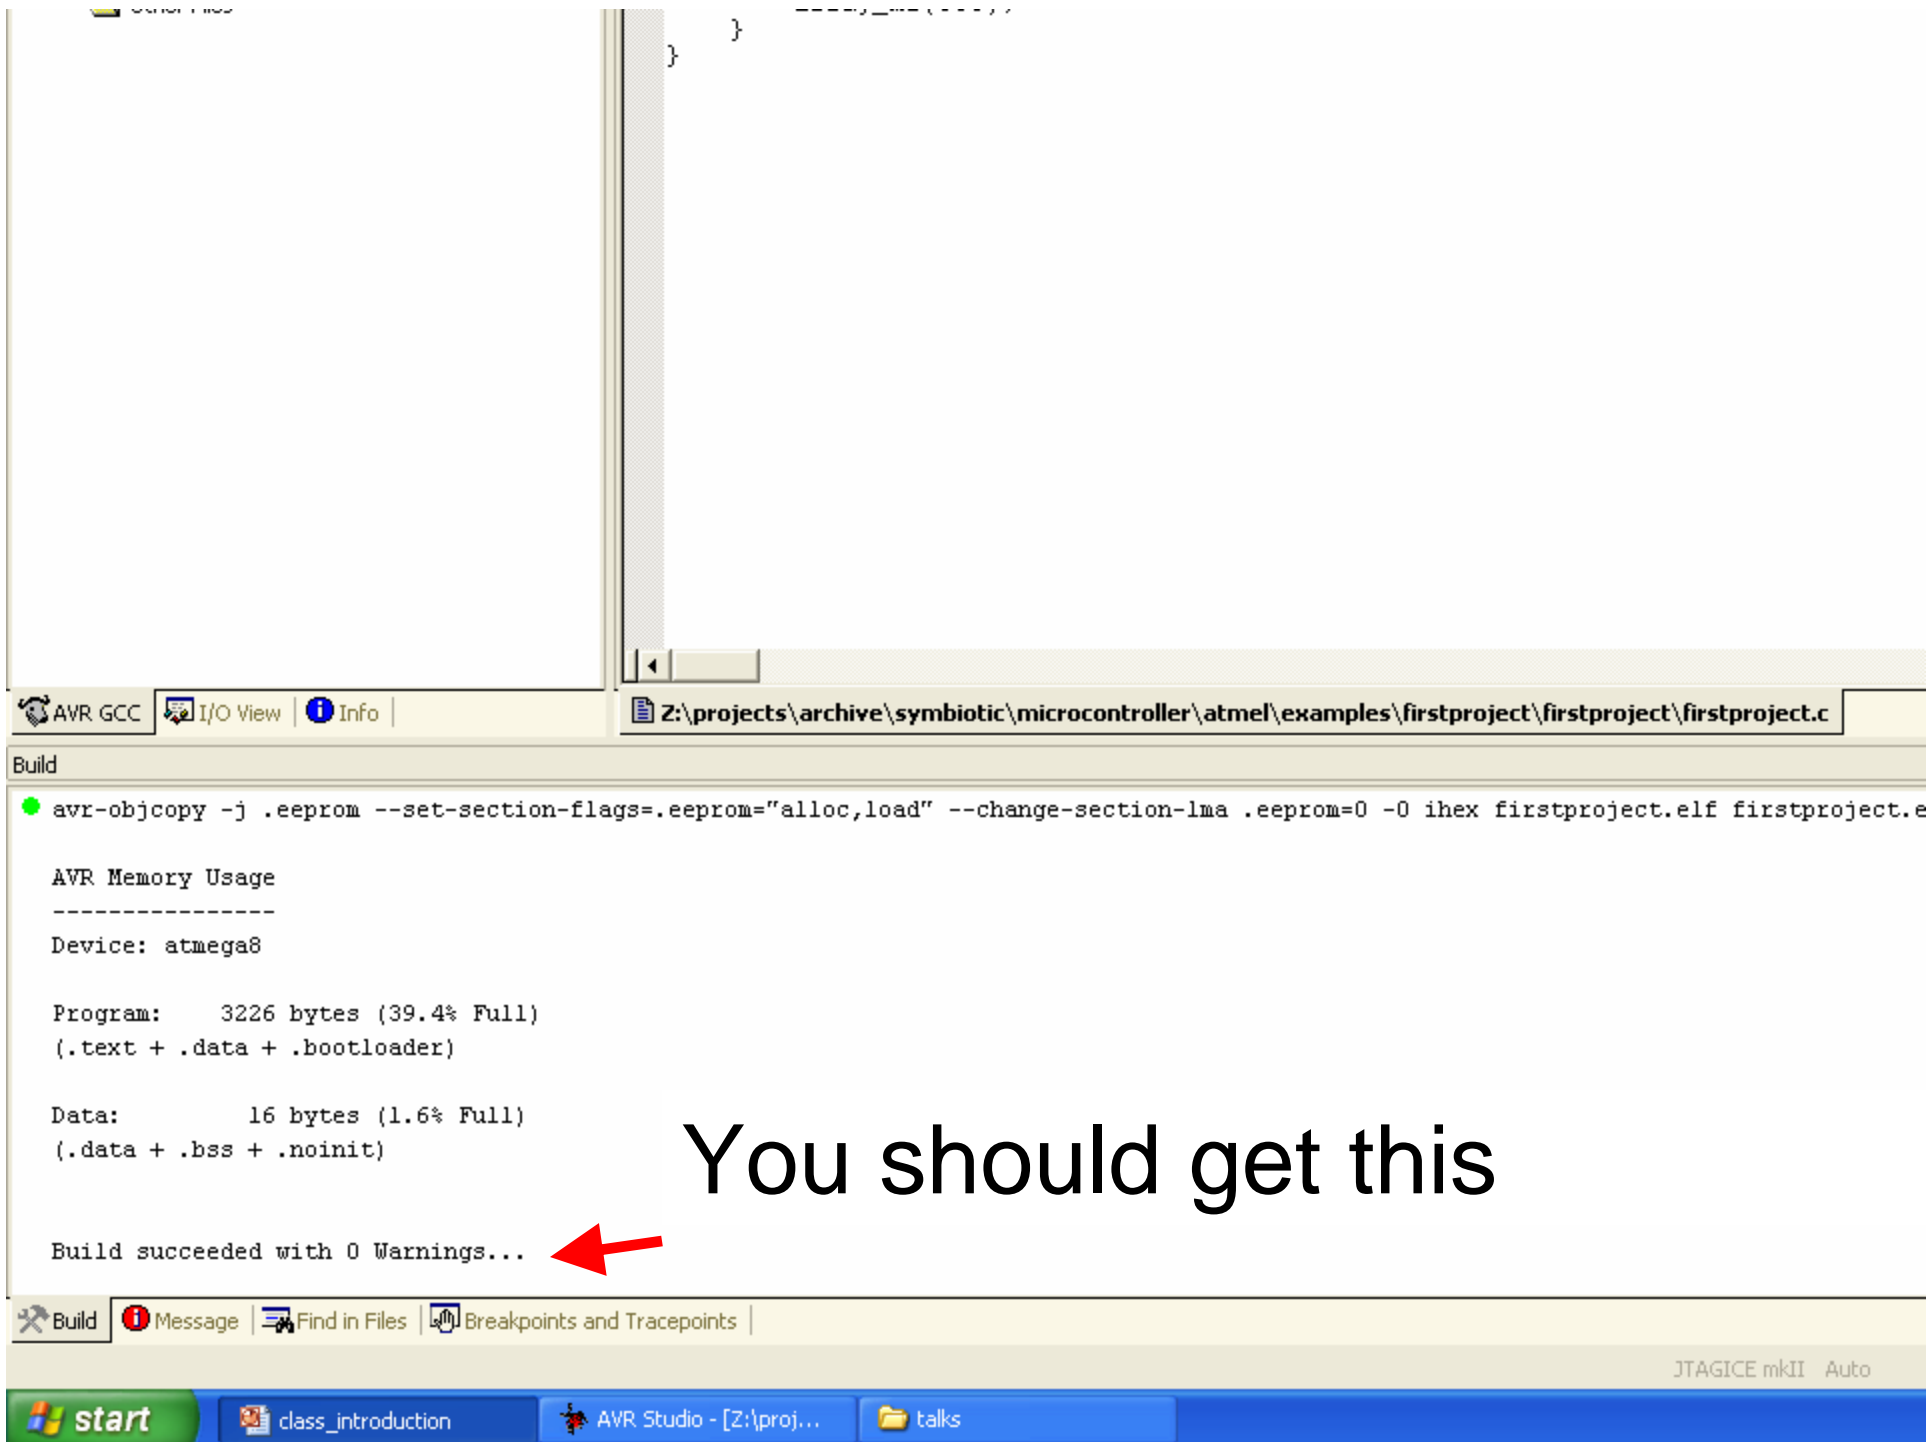 }
}
AVR GCC
I/O View
Info
Z:\projects\archive\symbiotic\microcontroller\atmel\examples\firstproject\firstproject\firstproject.c
Build
avr-objcopy -j .eeprom --set-section-flags=.eeprom="alloc,load" --change-section-lma .eeprom=0 -O ihex firstproject.elf firstproject.e
AVR Memory Usage
----------------
Device: atmega8
Program: 3226 bytes (39.4% Full)
(.text + .data + .bootloader)
Data: 16 bytes (1.6% Full)
(.data + .bss + .noinit)
You should get this
Build succeeded with 0 Warnings...
Build
Message
Find in Files
Breakpoints and Tracepoints
JTAGICE mkII Auto
start
class_introduction
AVR Studio - [Z:\proj...
talks